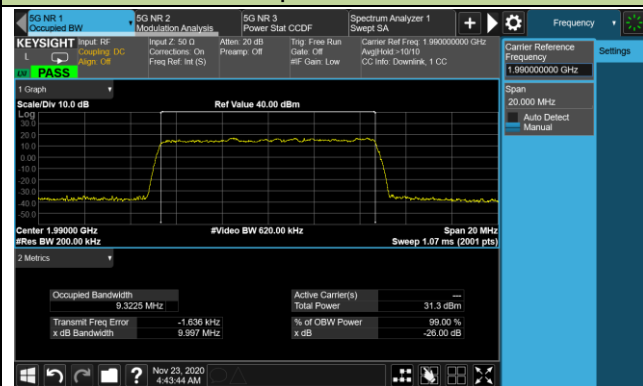 5G NR 1
Occupied BW
5G NR 2
Modulation Analysis
5G NR 3
Power Stat CCDF
Spectrum Analyzer 1
Swept SA
Frequency
KEYSIGHT
L
PASS
Input: RF
Coupling: DC
Align: Off
Input Z: 50 Ω
Corrections: On
Freq Ref: Int (S)
Atten: 20 dB
Preamp: Off
Trig: Free Run
Gate: Off
#IF Gain: Low
Carrier Ref Freq: 1.990000000 GHz
Avg|Hold:>10/10
CC Info: Downlink, 1 CC
Carrier Reference
Frequency
1.990000000 GHz
Settings
Span
20.000 MHz
Auto Detect
Manual
1 Graph
Scale/Div 10.0 dB
Ref Value 40.00 dBm
Log
30.0
20.0
10.0
0.00
-10.0
-20.0
-30.0
-40.0
-50.0
Center 1.99000 GHz
#Video BW 620.00 kHz
Span 20 MHz
#Res BW 200.00 kHz
Sweep 1.07 ms (2001 pts)
2 Metrics
Occupied Bandwidth
9.3225 MHz
Active Carrier(s)
---
Total Power
31.3 dBm
Transmit Freq Error
-1.636 kHz
x dB Bandwidth
9.997 MHz
% of OBW Power
99.00 %
x dB
-26.00 dB
?
Nov 23, 2020
4:43:44 AM